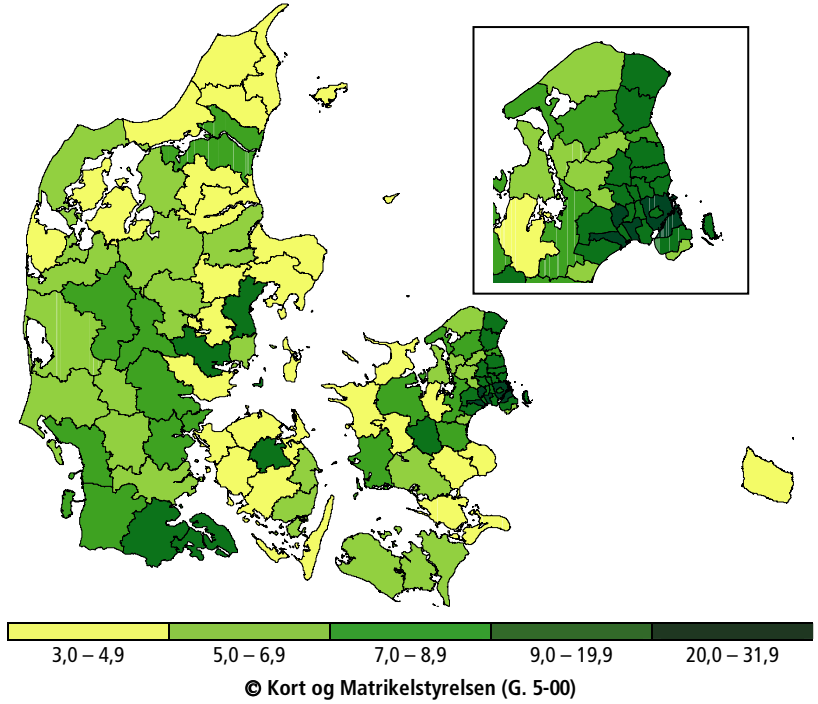 3,0 – 4,9
5,0 – 6,9
7,0 – 8,9
9,0 – 19,9
20,0 – 31,9
© Kort og Matrikelstyrelsen (G. 5-00)